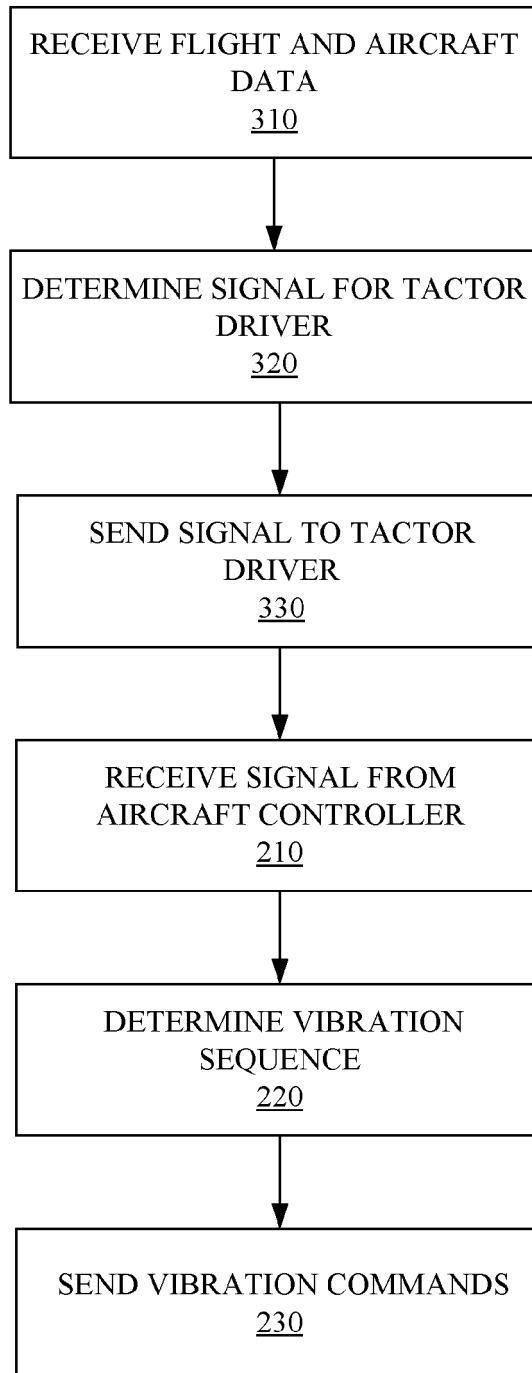 RECEIVE FLIGHT AND AIRCRAFT
DATA
310
DETERMINE SIGNAL FOR TACTOR
DRIVER
320
SEND SIGNAL TO TACTOR
DRIVER
330
RECEIVE SIGNAL FROM
AIRCRAFT CONTROLLER
210
DETERMINE VIBRATION
SEQUENCE
220
SEND VIBRATION COMMANDS
230